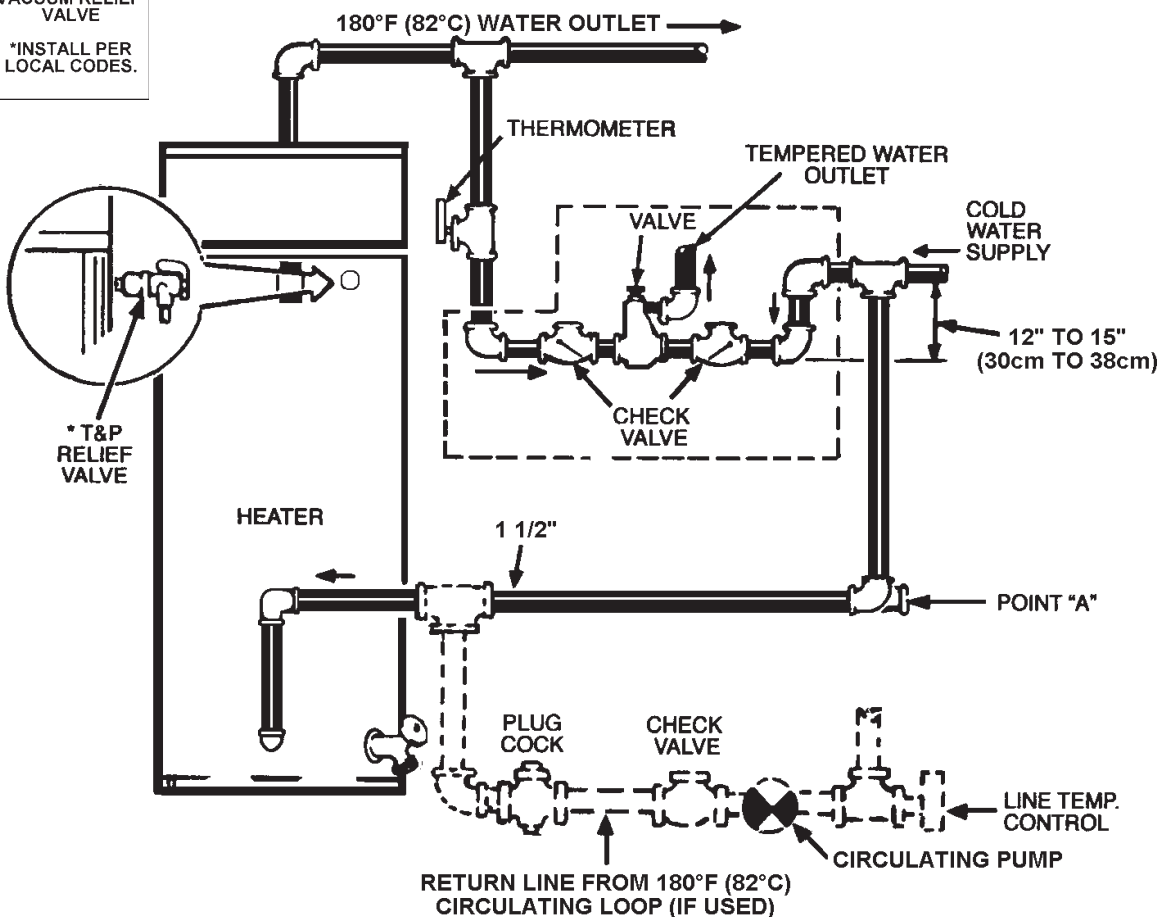 VALVE
*INSTALL PER
LOCAL CODES.
180°F (82°C) WATER OUTLET
THERMOMETER
TEMPERED WATER
OUTLET
VALVE
COLD
WATER
SUPPLY
12" TO 15"
(30cm TO 38cm)
CHECK
VALVE
* T&P
RELIEF
VALVE
HEATER
1 1/2"
POINT “A”
PLUG
COCK
CHECK
VALVE
LINE TEMP.
CONTROL
CIRCULATING PUMP
RETURN LINE FROM 180°F (82°C)
CIRCULATING LOOP (IF USED)